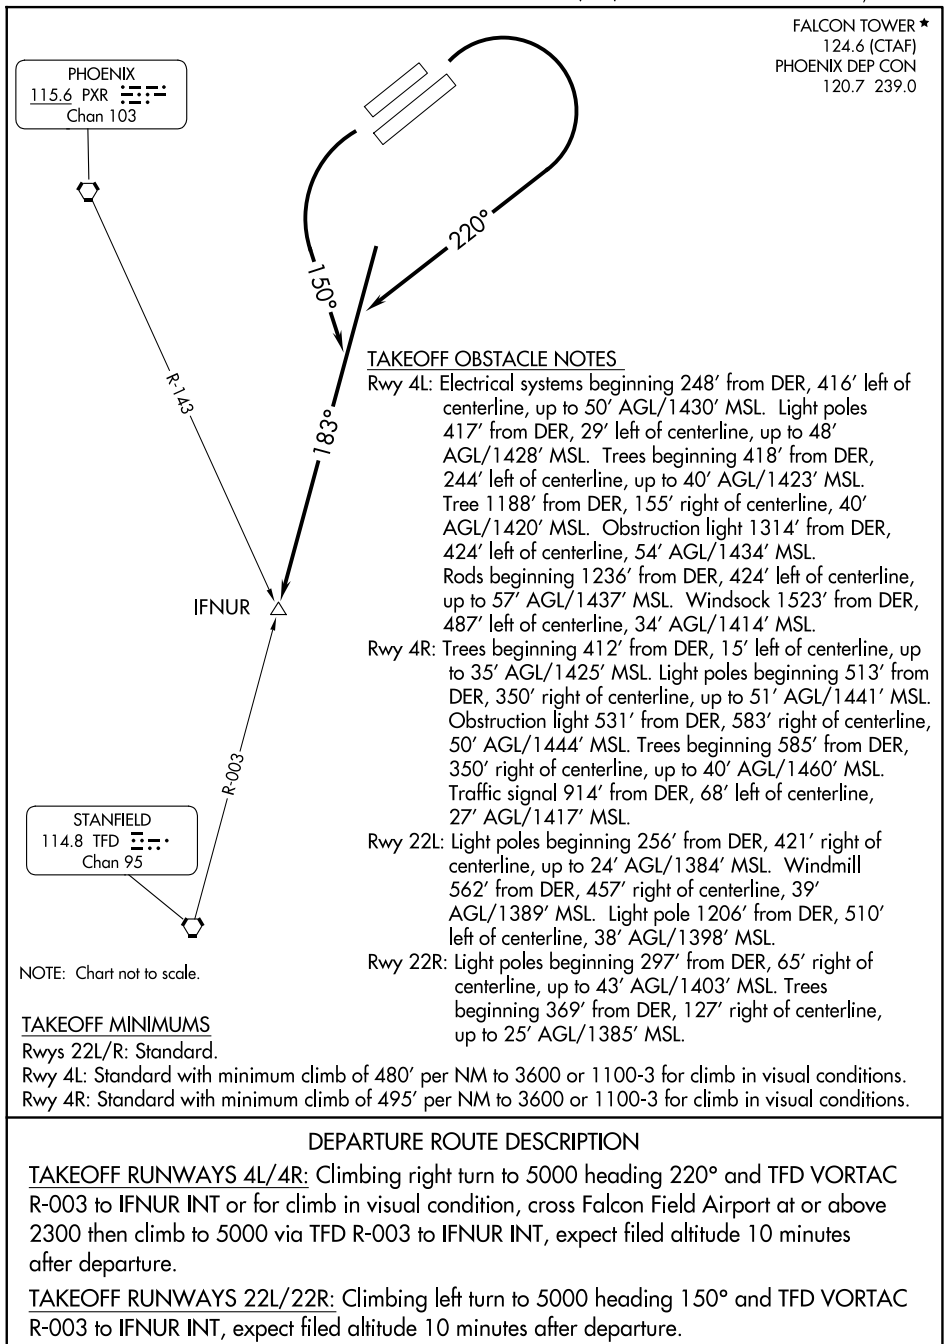 FALCON TOWER ★
124.6 (CTAF)
PHOENIX DEP CON
120.7 239.0
PHOENIX
115.6 PXR
Chan 103
220°
150°
183°
R-143
IFNUR
R-003
STANFIELD
114.8 TFD
Chan 95
NOTE: Chart not to scale.
TAKEOFF OBSTACLE NOTES
Rwy 4L: Electrical systems beginning 248’ from DER, 416’ left of
centerline, up to 50’ AGL/1430’ MSL. Light poles
417’ from DER, 29’ left of centerline, up to 48’
AGL/1428’ MSL. Trees beginning 418’ from DER,
244’ left of centerline, up to 40’ AGL/1423’ MSL.
Tree 1188’ from DER, 155’ right of centerline, 40’
AGL/1420’ MSL. Obstruction light 1314’ from DER,
424’ left of centerline, 54’ AGL/1434’ MSL.
Rods beginning 1236’ from DER, 424’ left of centerline,
up to 57’ AGL/1437’ MSL. Windsock 1523’ from DER,
487’ left of centerline, 34’ AGL/1414’ MSL.
Rwy 4R: Trees beginning 412’ from DER, 15’ left of centerline, up
to 35’ AGL/1425’ MSL. Light poles beginning 513’ from
DER, 350’ right of centerline, up to 51’ AGL/1441’ MSL.
Obstruction light 531’ from DER, 583’ right of centerline,
50’ AGL/1444’ MSL. Trees beginning 585’ from DER,
350’ right of centerline, up to 40’ AGL/1460’ MSL.
Traffic signal 914’ from DER, 68’ left of centerline,
27’ AGL/1417’ MSL.
Rwy 22L: Light poles beginning 256’ from DER, 421’ right of
centerline, up to 24’ AGL/1384’ MSL. Windmill
562’ from DER, 457’ right of centerline, 39’
AGL/1389’ MSL. Light pole 1206’ from DER, 510’
left of centerline, 38’ AGL/1398’ MSL.
Rwy 22R: Light poles beginning 297’ from DER, 65’ right of
centerline, up to 43’ AGL/1403’ MSL. Trees
beginning 369’ from DER, 127’ right of centerline,
up to 25’ AGL/1385’ MSL.
TAKEOFF MINIMUMS
Rwys 22L/R: Standard.
Rwy 4L: Standard with minimum climb of 480’ per NM to 3600 or 1100-3 for climb in visual conditions.
Rwy 4R: Standard with minimum climb of 495’ per NM to 3600 or 1100-3 for climb in visual conditions.
DEPARTURE ROUTE DESCRIPTION
TAKEOFF RUNWAYS 4L/4R: Climbing right turn to 5000 heading 220° and TFD VORTAC
R-003 to IFNUR INT or for climb in visual condition, cross Falcon Field Airport at or above
2300 then climb to 5000 via TFD R-003 to IFNUR INT, expect filed altitude 10 minutes
after departure.
TAKEOFF RUNWAYS 22L/22R: Climbing left turn to 5000 heading 150° and TFD VORTAC
R-003 to IFNUR INT, expect filed altitude 10 minutes after departure.